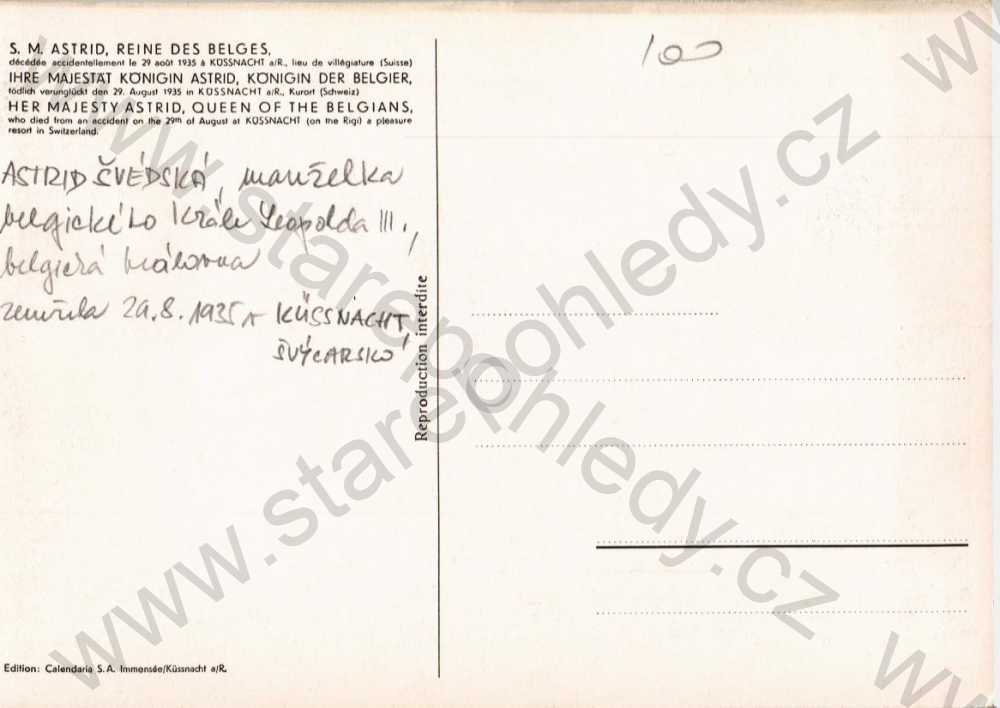 S. M. ASTRID, REINE DES BELGES,
décédée accidentellement le 29 août 1935 à KÜSSNACHT a/R., lieu de villégiature (Suisse)
IHRE MAJESTÄT KÖNIGIN ASTRID, KÖNIGIN DER BELGIER,
tödlich verunglückt den 29. August 1935 in KÜSSNACHT a/R., Kurort (Schweiz)
HER MAJESTY ASTRID, QUEEN OF THE BELGIANS,
who died from an accident on the 29th of August at KÜSSNACHT (on the Rigi) a pleasure
resort in Switzerland.
ASTRID ŠVÉDSKÁ, manželka
belgického krále Leopolda III.,
belgická královna
zemřela 29.8.1935 KÜSSNACHT,
ŠVÝCARSKO
Edition: Calendaria S.A. Immensée/Küssnacht a/R.
Reproduction interdite
100
www.starepohledy.cz
www.starepohledy.cz
www
www